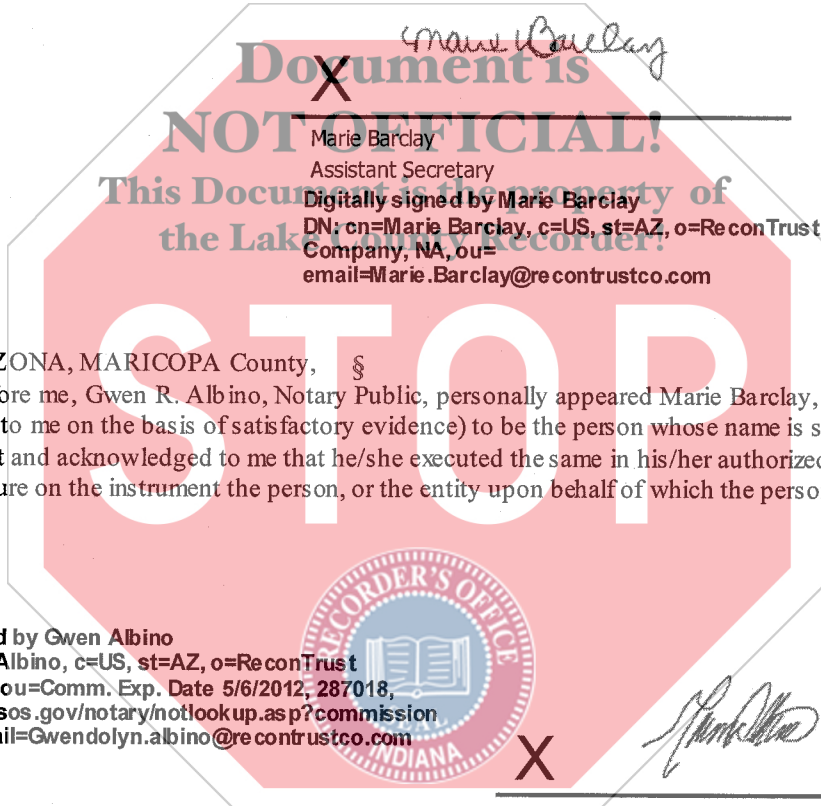 Marie Barclay
Document is
X
NOT OFFICIAL!
Marie Barclay
Assistant Secretary
This Document is the property of
Digitally signed by Marie Barclay
DN: cn=Marie Barclay, c=US, st=AZ, o=ReconTrust
the Lake County Recorder!
Company, NA, ou=
email=Marie.Barclay@recontrustco.com
STOP
ZONA, MARICOPA County, §
ore me, Gwen R. Albino, Notary Public, personally appeared Marie Barclay,
to me on the basis of satisfactory evidence) to be the person whose name is s
t and acknowledged to me that he/she executed the same in his/her authorized
ure on the instrument the person, or the entity upon behalf of which the perso
RECORDER'S OFFICE
d by Gwen Albino
Albino, c=US, st=AZ, o=ReconTrust
ou=Comm. Exp. Date 5/6/2012, 287018,
sos.gov/notary/notlookup.asp?commission
il=Gwendolyn.albino@recontrustco.com
INDIANA
X